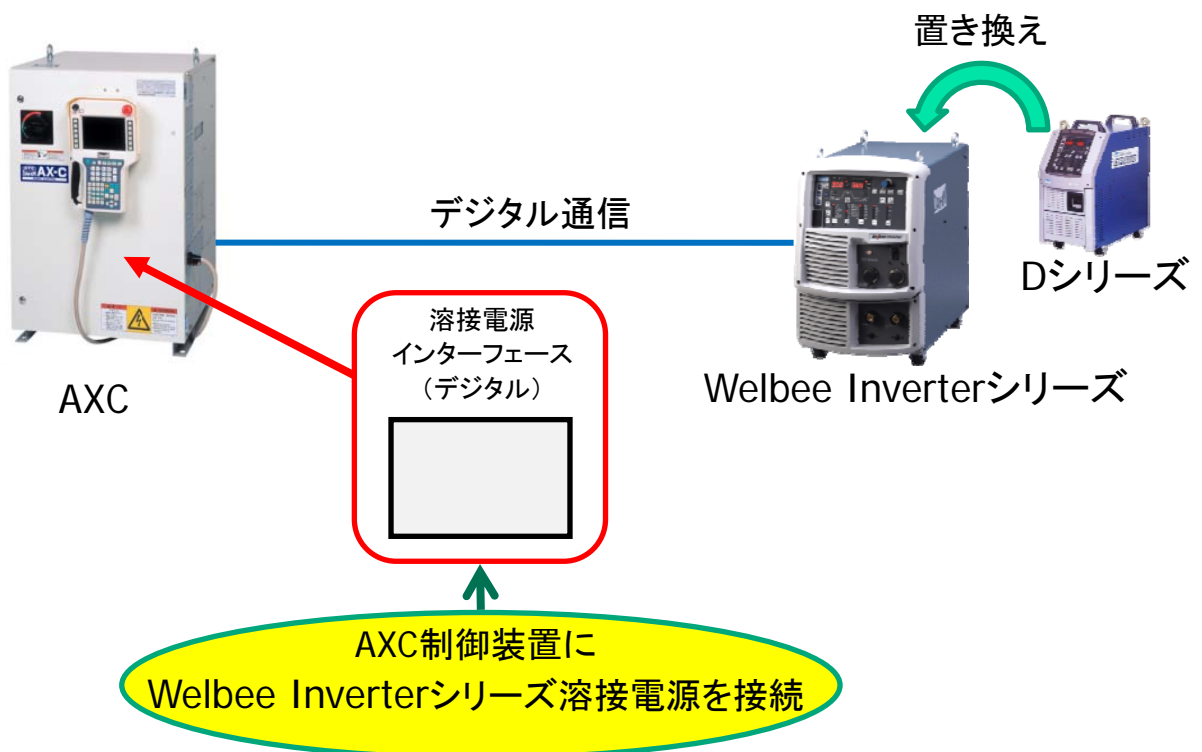 置き換え
AX-C
デジタル通信
Dシリーズ
溶接電源
インターフェース
（デジタル）
AXC
Welbee Inverterシリーズ
AXC制御装置に
Welbee Inverterシリーズ溶接電源を接続